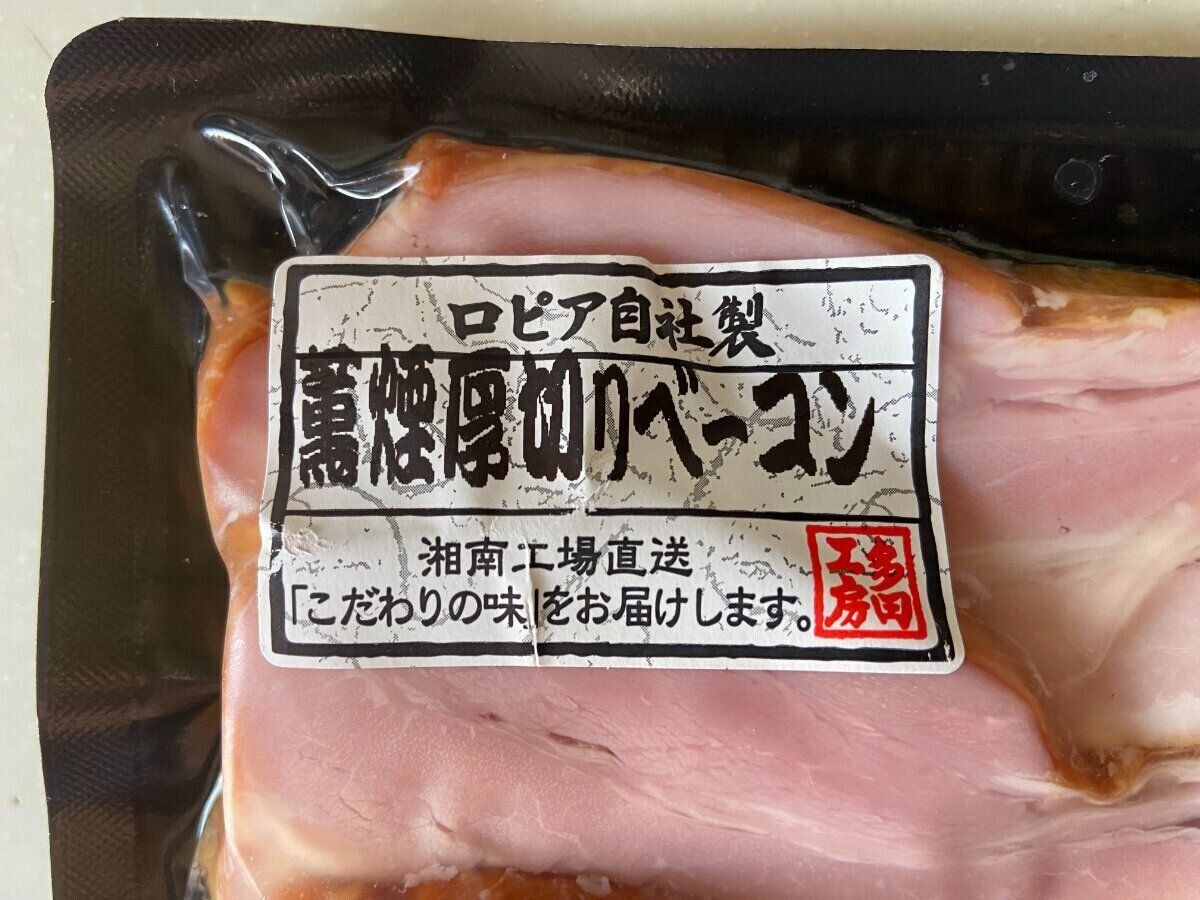 ロピア自社製
薫煙厚切りベーコン
湘南工場直送
「こだわりの味」をお届けします。
多田
工房